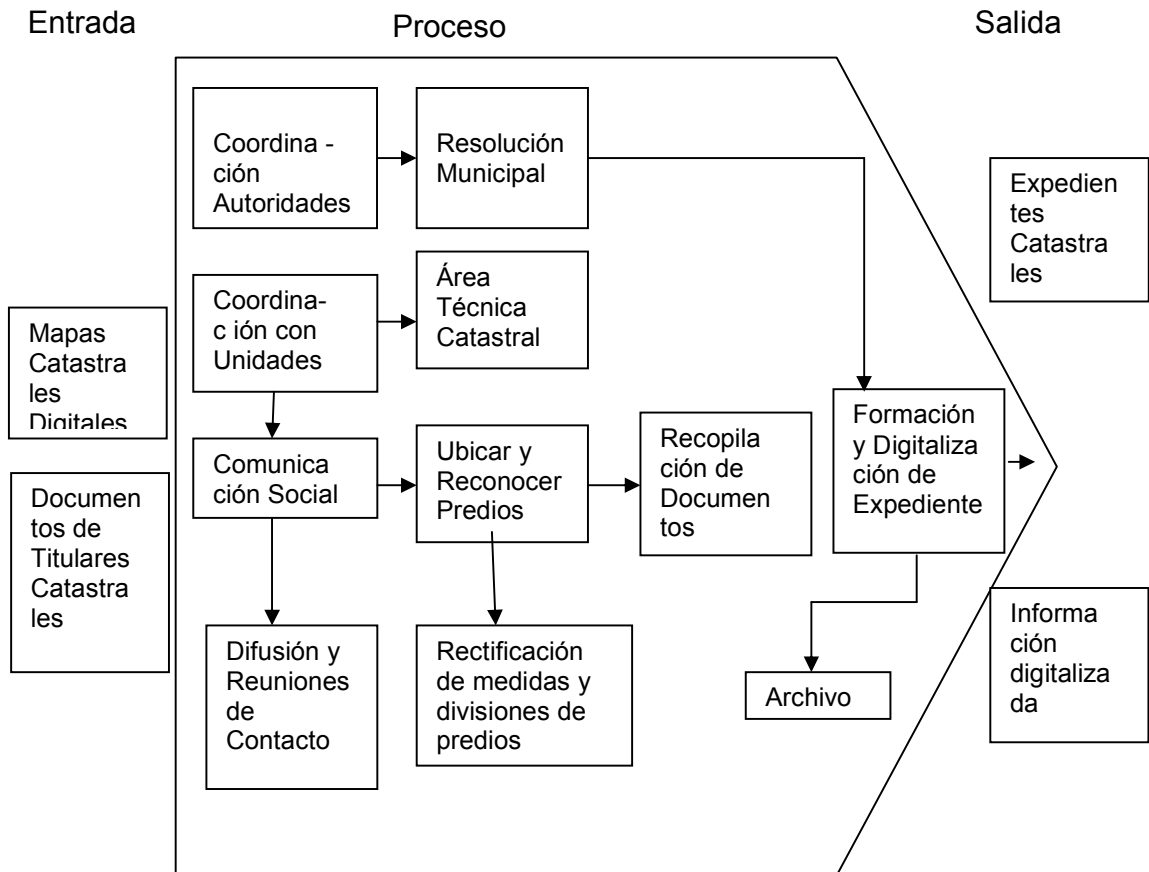 Entrada
Proceso
Salida
Coordina -
ción
Autoridades
Resolución
Municipal
Expedien
tes
Catastra
les
Coordina-
c ión con
Unidades
Área
Técnica
Catastral
Mapas
Catastra
les
Digitales
Comunica
ción Social
Ubicar y
Reconocer
Predios
Recopila
ción de
Documen
tos
Formación
y Digitaliza
ción de
Expediente
Documen
tos de
Titulares
Catastra
les
Difusión y
Reuniones
de
Contacto
Rectificación
de medidas y
divisiones de
predios
Archivo
Informa
ción
digitaliza
da